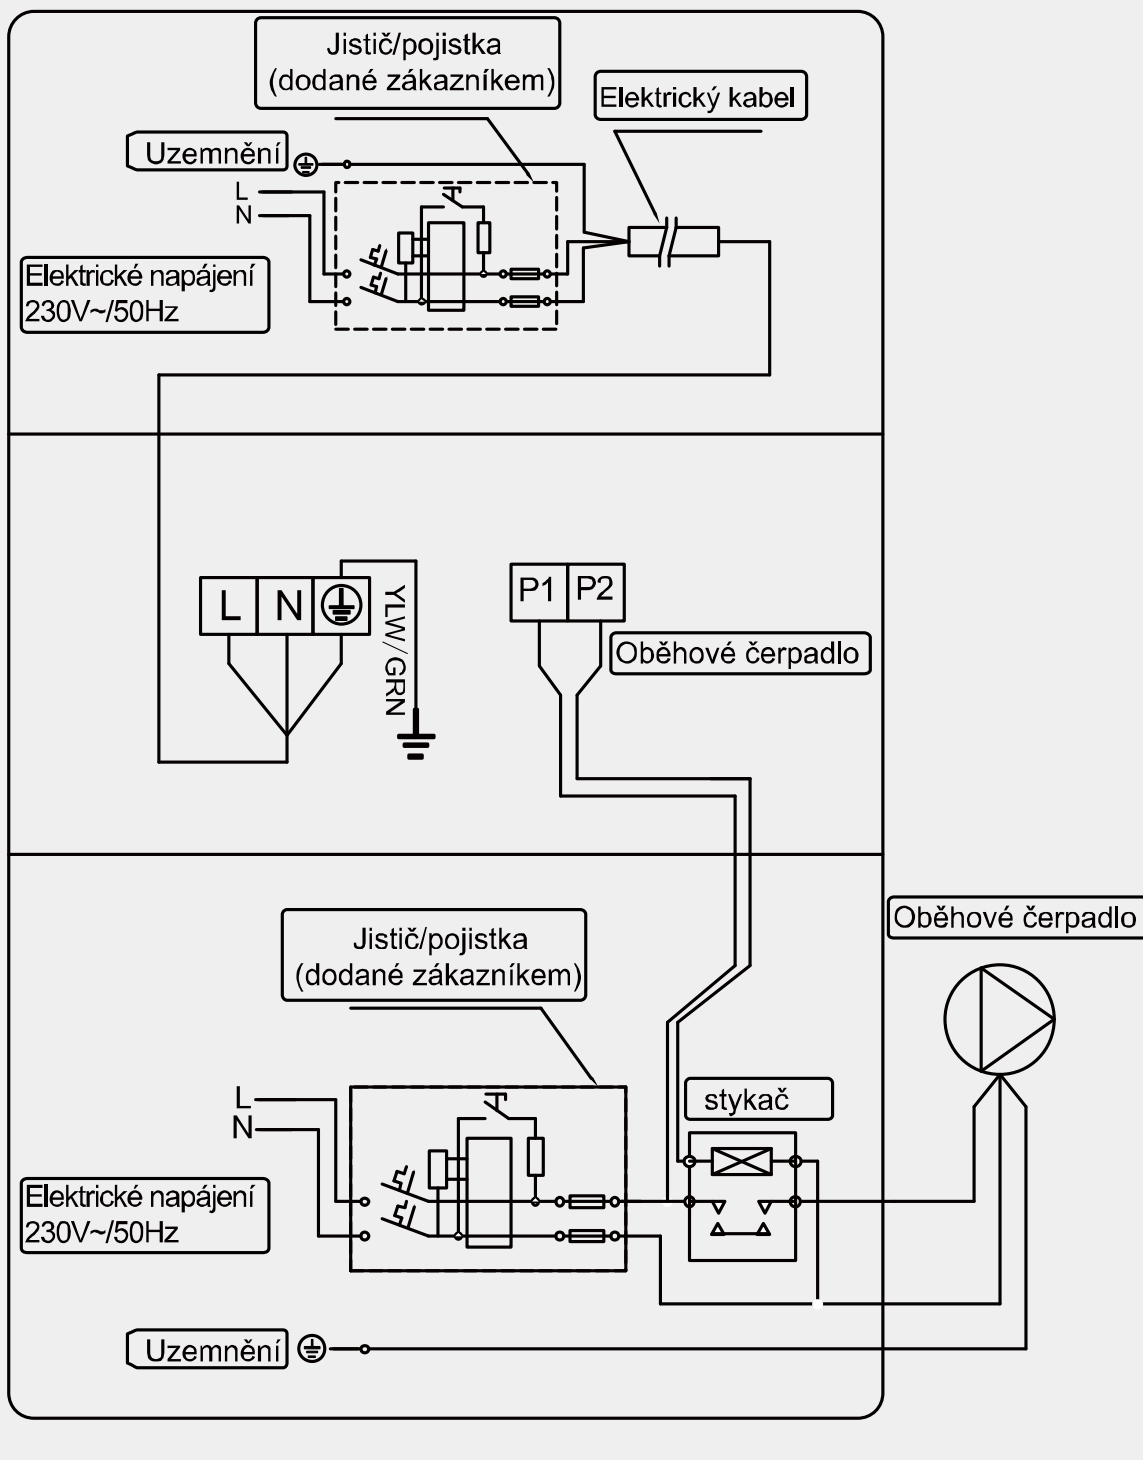 Jistič/pojistka
(dodané zákazníkem)
Elektrický kabel
Uzemnění
L
N
Elektrické napájení
230V~/50Hz
L N
YLW/GRN
P1 P2
Oběhové čerpadlo
Oběhové čerpadlo
Jistič/pojistka
(dodané zákazníkem)
stykač
L
N
Elektrické napájení
230V~/50Hz
Uzemnění